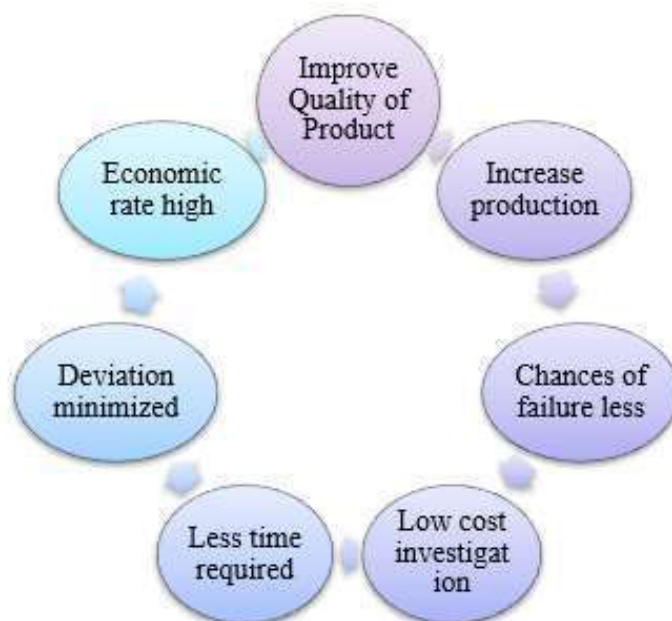 Improve
Quality of
Product
Increase
production
Chances of
failure less
Low cost
investigat
ion
Less time
required
Deviation
minimized
Economic
rate high